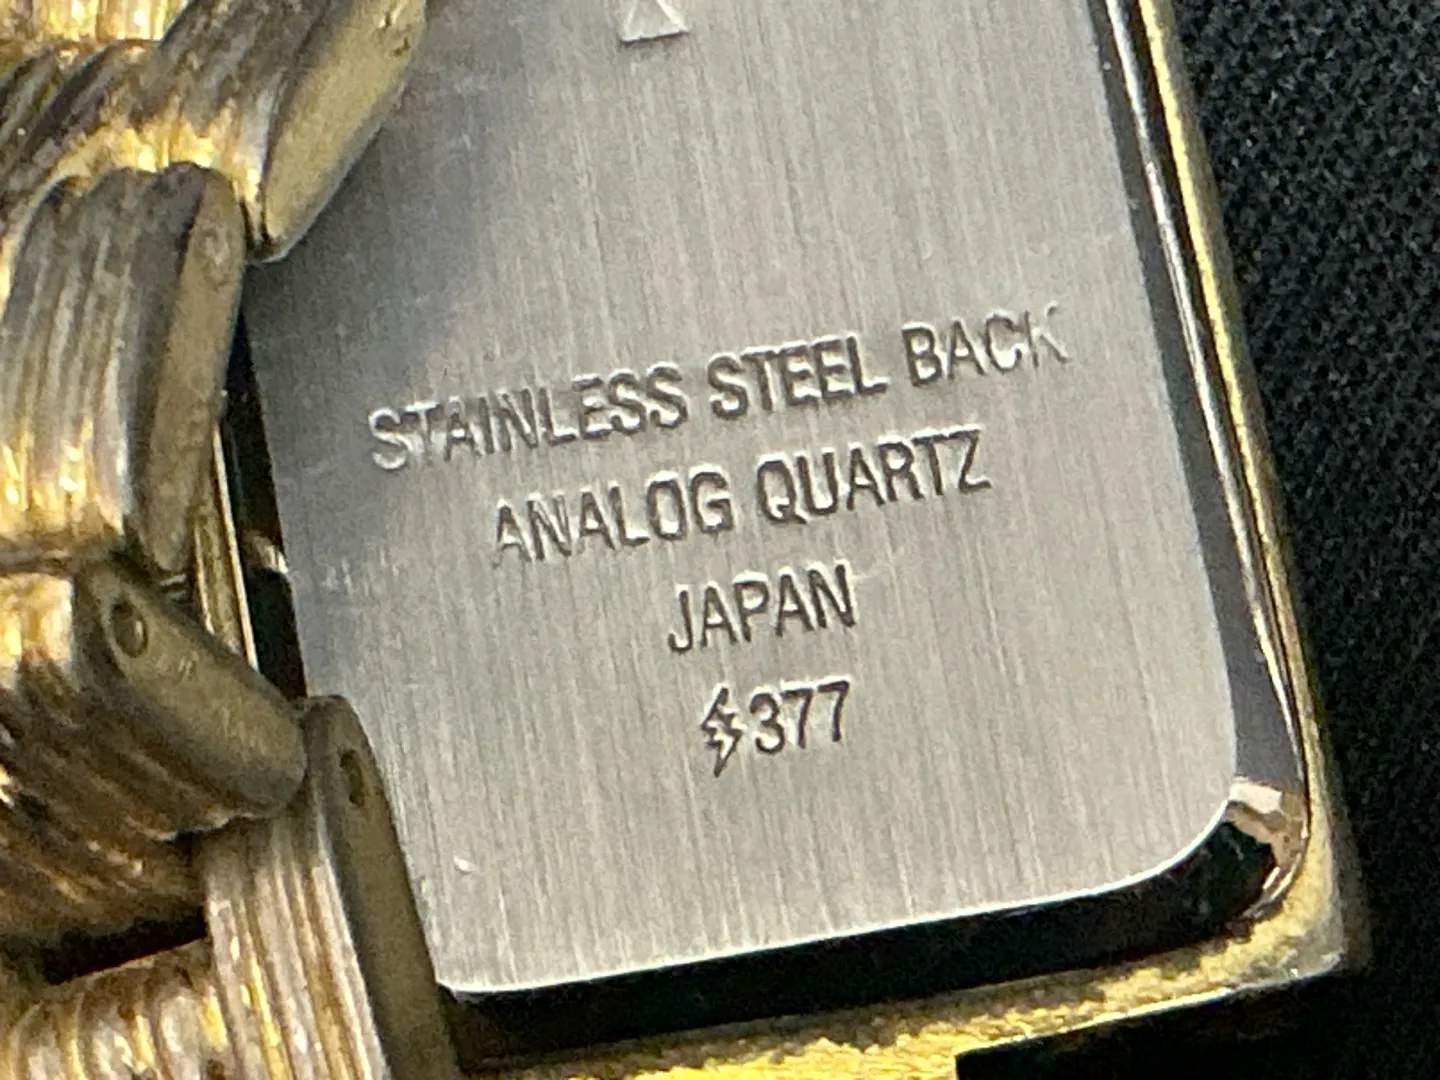 STAINLESS STEEL BACK
ANALOG QUARTZ
JAPAN
377